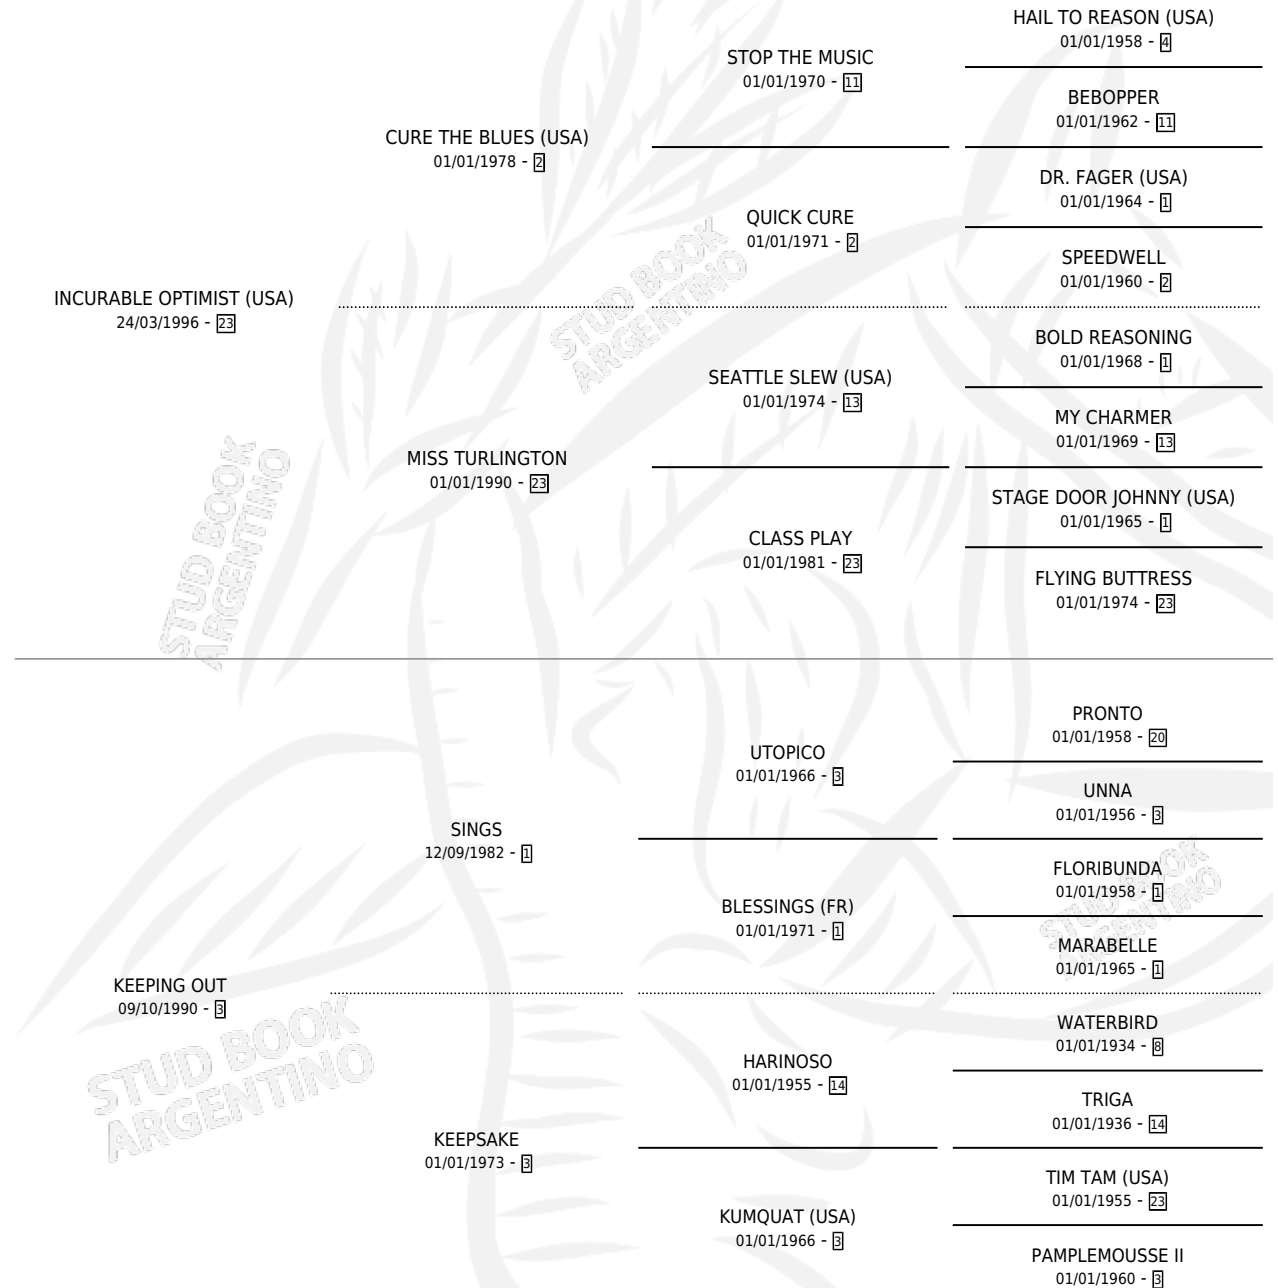 HAIL TO REASON (USA)
01/01/1958 - 4
STOP THE MUSIC
01/01/1970 - 11
BEBOPPER
01/01/1962 - 11
CURE THE BLUES (USA)
01/01/1978 - 2
DR. FAGER (USA)
01/01/1964 - 1
QUICK CURE
01/01/1971 - 2
SPEEDWELL
01/01/1960 - 2
INCURABLE OPTIMIST (USA)
24/03/1996 - 23
BOLD REASONING
01/01/1968 - 1
SEATTLE SLEW (USA)
01/01/1974 - 13
MY CHARMER
01/01/1969 - 13
MISS TURLINGTON
01/01/1990 - 23
STAGE DOOR JOHNNY (USA)
01/01/1965 - 1
CLASS PLAY
01/01/1981 - 23
FLYING BUTTRESS
01/01/1974 - 23
PRONTO
01/01/1958 - 20
UTOPICO
01/01/1966 - 3
UNNA
01/01/1956 - 3
SINGS
12/09/1982 - 1
FLORIBUNDA
01/01/1958 - 1
BLESSINGS (FR)
01/01/1971 - 1
MARABELLE
01/01/1965 - 1
KEEPING OUT
09/10/1990 - 3
WATERBIRD
01/01/1934 - 8
HARINOSO
01/01/1955 - 14
TRIGA
01/01/1936 - 14
KEEPSAKE
01/01/1973 - 3
TIM TAM (USA)
01/01/1955 - 23
KUMQUAT (USA)
01/01/1966 - 3
PAMPLEMOUSSE II
01/01/1960 - 3
STUD BOOK
ARGENTINO
STUD BOOK
ARGENTINO
STUD BOOK
ARGENTINO
STUD BOOK
ARGENTINO